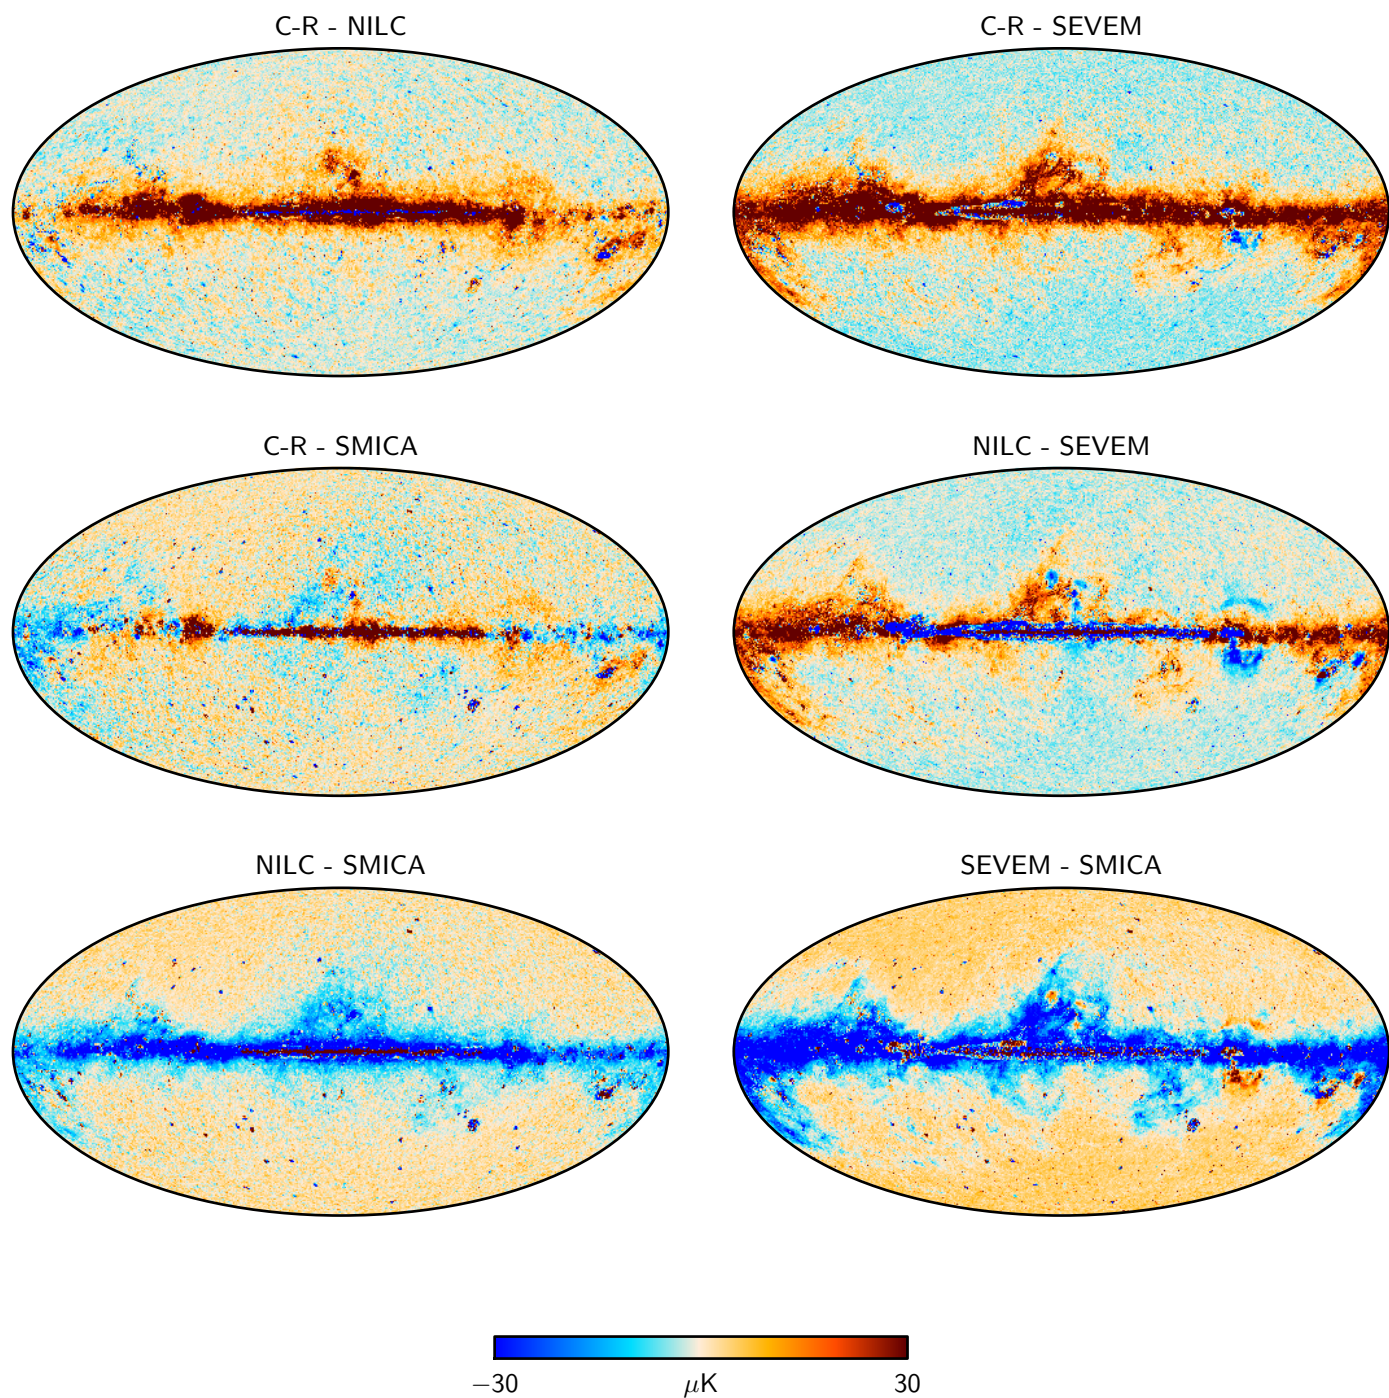 C-R - NILC
C-R - SEVEM
C-R - SMICA
NILC - SEVEM
NILC - SMICA
SEVEM - SMICA
−30 μK 30